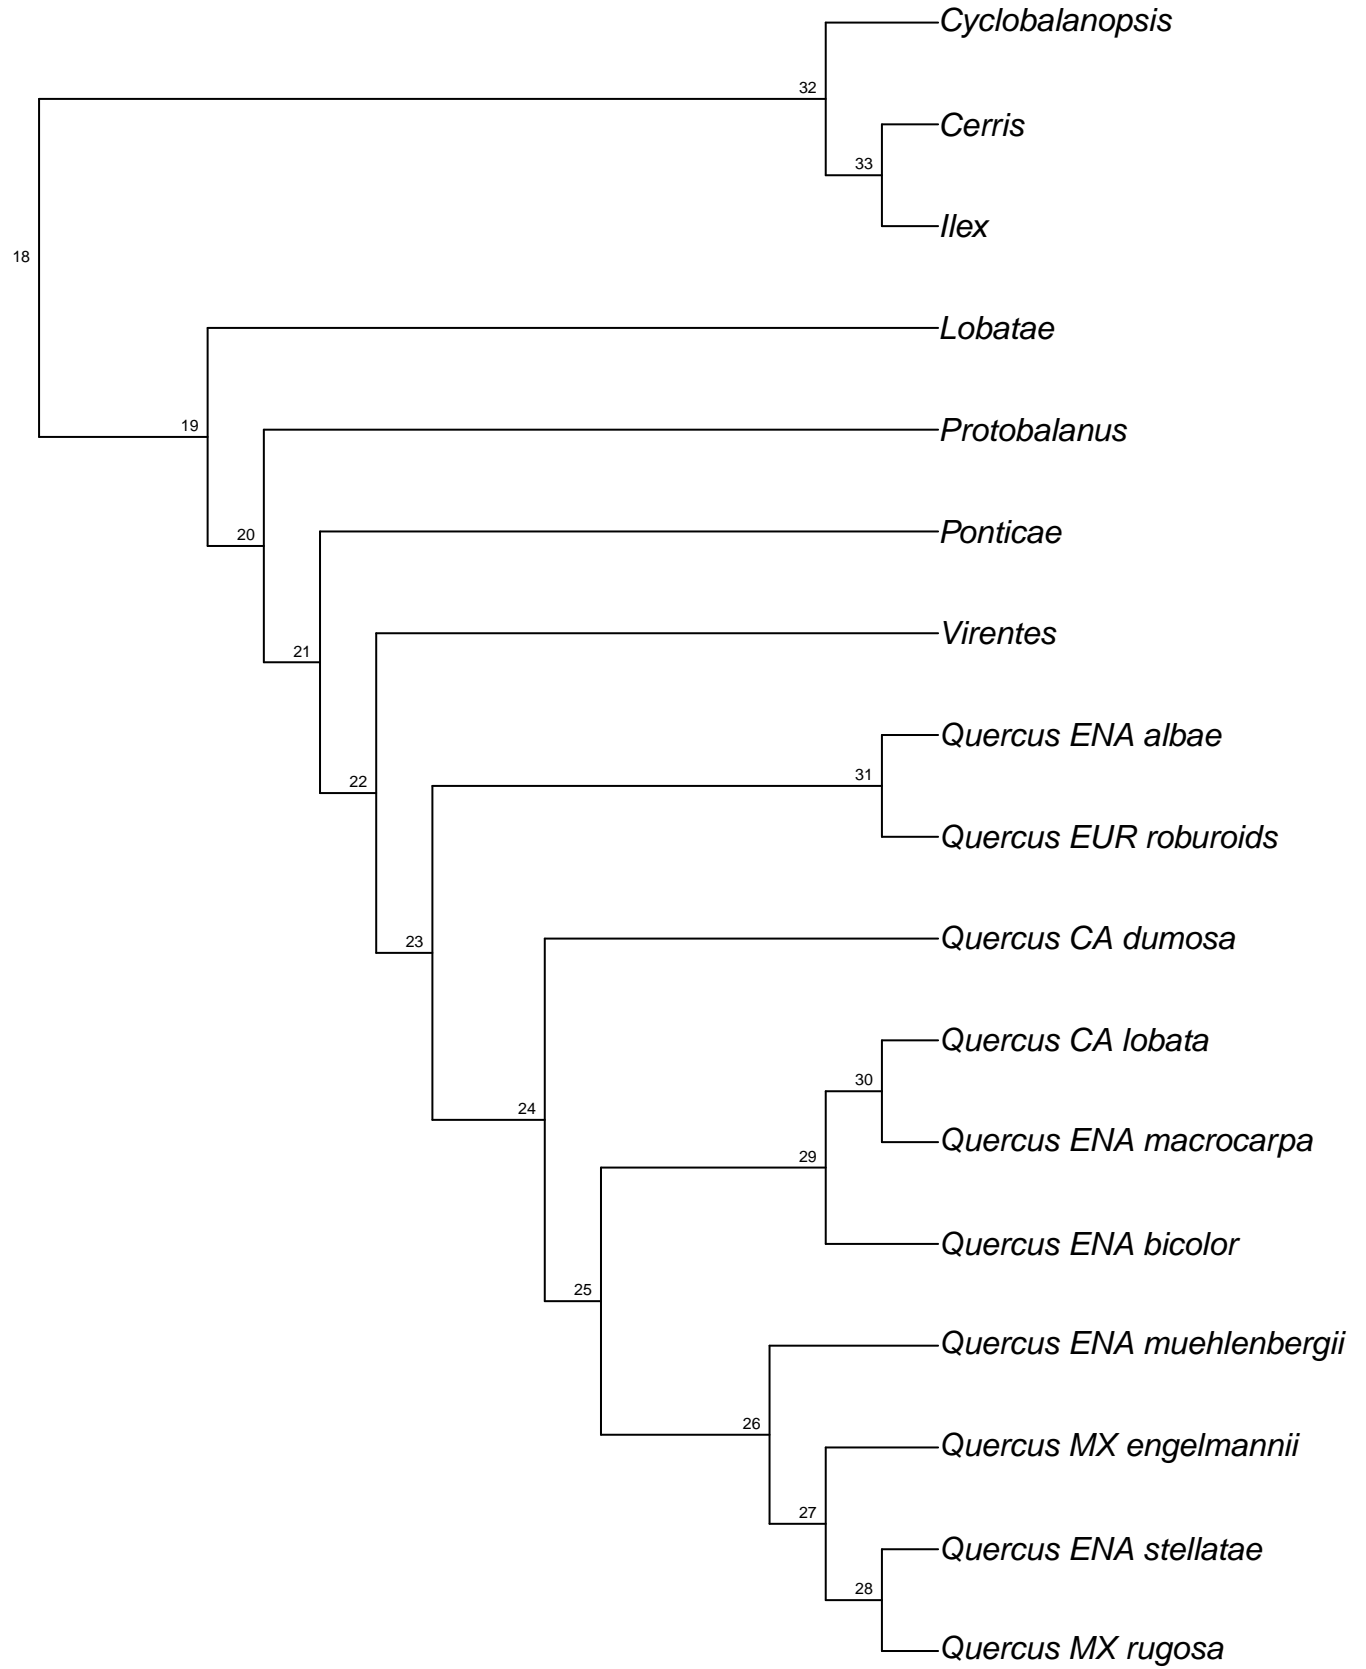 Cyclobalanopsis
32
Cerris
33
Ilex
18
Lobatae
19
Protobalanus
20
Ponticae
21
Virentes
22
Quercus ENA albae
31
Quercus EUR roburoids
23
Quercus CA dumosa
24
Quercus CA lobata
30
Quercus ENA macrocarpa
29
Quercus ENA bicolor
25
Quercus ENA muehlenbergii
26
Quercus MX engelmannii
27
Quercus ENA stellatae
28
Quercus MX rugosa